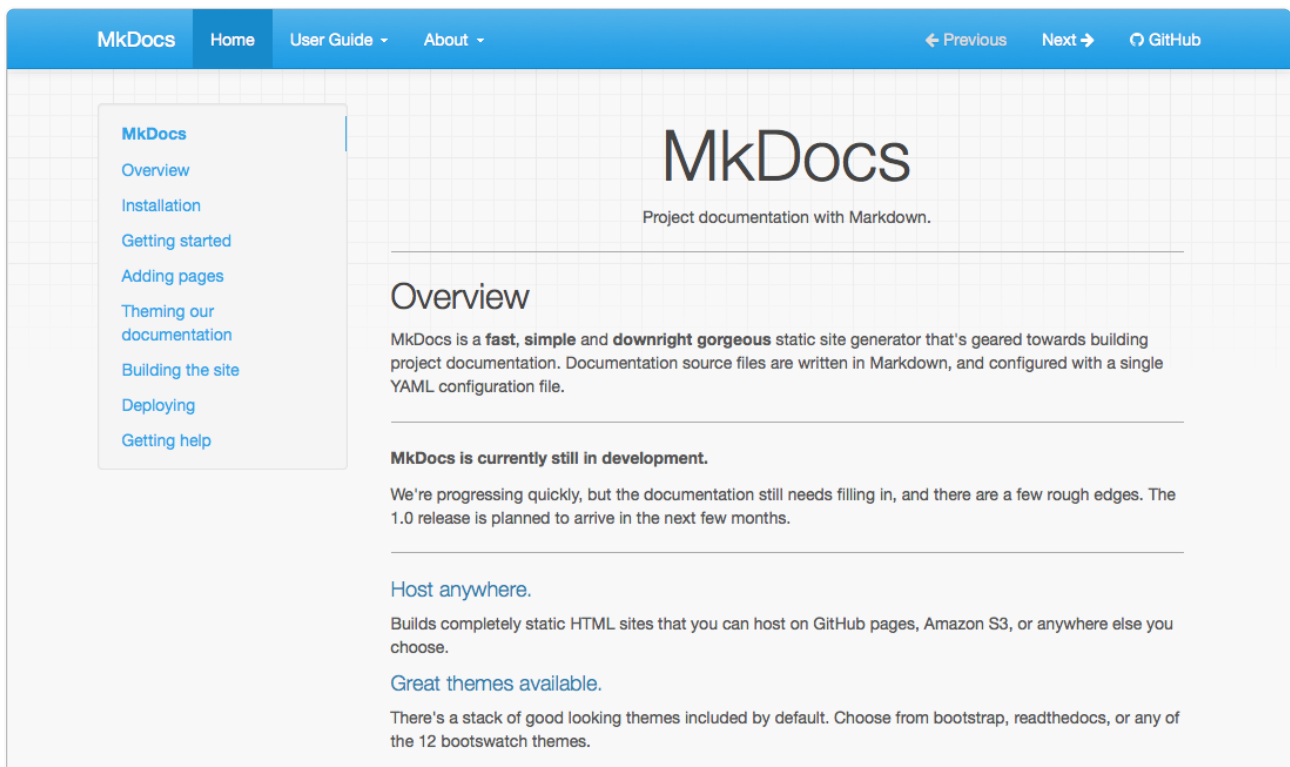 MkDocs Home User Guide About Previous Next GitHub
MkDocs
Overview
Installation
Getting started
Adding pages
Theming our
documentation
Building the site
Deploying
Getting help
MkDocs
Project documentation with Markdown.
Overview
MkDocs is a fast, simple and downright gorgeous static site generator that's geared towards building
project documentation. Documentation source files are written in Markdown, and configured with a single
YAML configuration file.
MkDocs is currently still in development.
We're progressing quickly, but the documentation still needs filling in, and there are a few rough edges. The
1.0 release is planned to arrive in the next few months.
Host anywhere.
Builds completely static HTML sites that you can host on GitHub pages, Amazon S3, or anywhere else you
choose.
Great themes available.
There's a stack of good looking themes included by default. Choose from bootstrap, readthedocs, or any of
the 12 bootswatch themes.